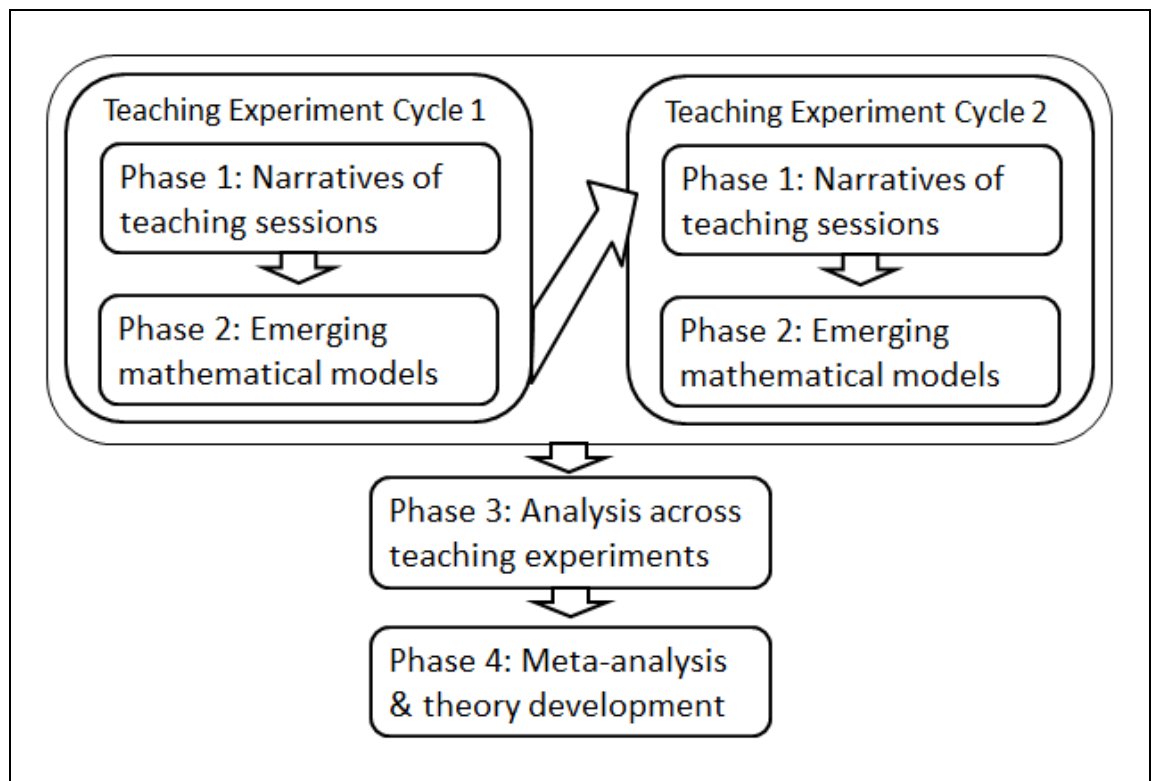 Teaching Experiment Cycle 1
Phase 1: Narratives of
teaching sessions
Phase 2: Emerging
mathematical models
Teaching Experiment Cycle 2
Phase 1: Narratives of
teaching sessions
Phase 2: Emerging
mathematical models
Phase 3: Analysis across
teaching experiments
Phase 4: Meta-analysis
& theory development